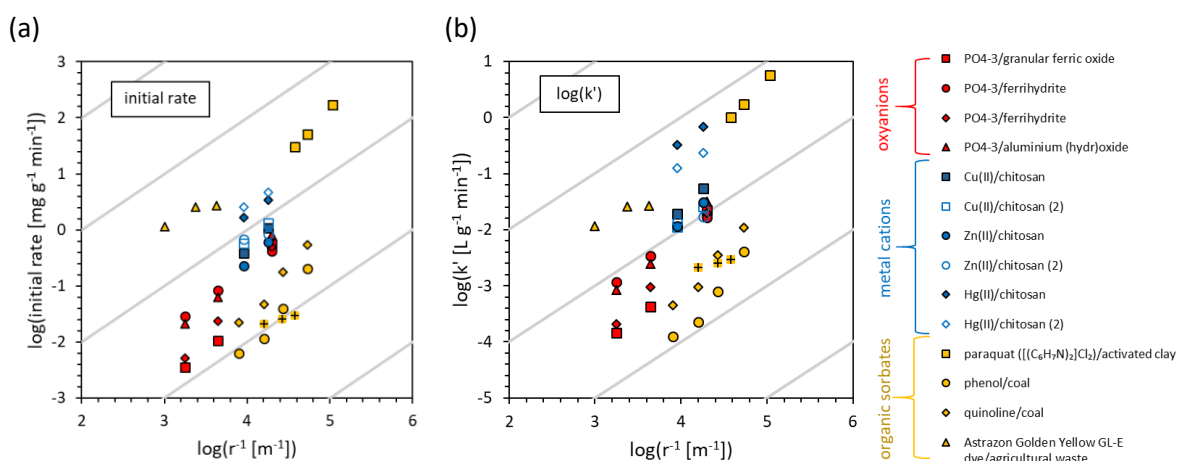 (a)
(b)
initial rate
log(initial rate [mg g⁻¹ min⁻¹])
3
2
1
0
-1
-2
-3
2
3
4
5
6
log(r⁻¹ [m⁻¹])
log(k')
log(k' [L g⁻¹ min⁻¹])
1
0
-1
-2
-3
-4
-5
2
3
4
5
6
log(r⁻¹ [m⁻¹])
oxyanions
PO4-3/granular ferric oxide
PO4-3/ferrihydrite
PO4-3/ferrihydrite
PO4-3/aluminium (hydr)oxide
metal cations
Cu(II)/chitosan
Cu(II)/chitosan (2)
Zn(II)/chitosan
Zn(II)/chitosan (2)
Hg(II)/chitosan
Hg(II)/chitosan (2)
organic sorbates
paraquat ([(C₆H₇N)₂]Cl₂)/activated clay
phenol/coal
quinoline/coal
Astrazon Golden Yellow GL-E
dye/agricultural waste